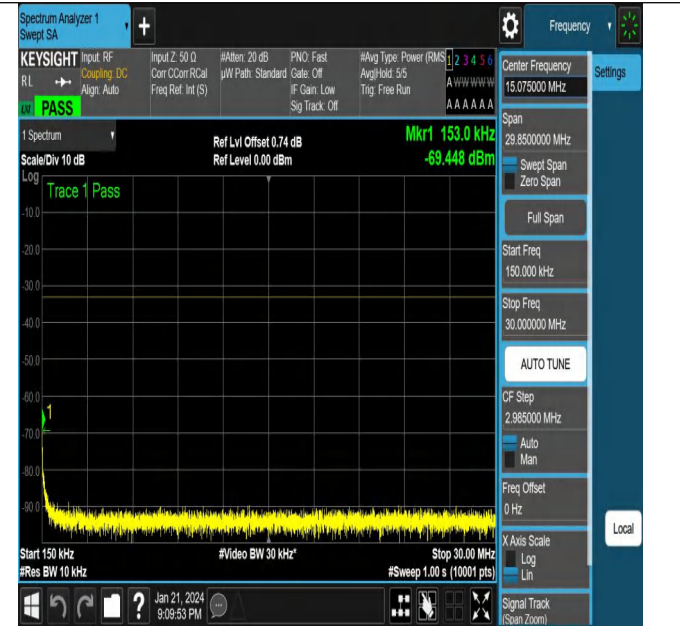 Spectrum Analyzer 1
Swept SA
+
Frequency
KEYSIGHT
RL
LXI
PASS
Input: RF
Coupling: DC
Align: Auto
Input Z: 50 Ω
Corr CCorr RCal
Freq Ref: Int (S)
#Atten: 20 dB
µW Path: Standard
PNO: Fast
Gate: Off
IF Gain: Low
Sig Track: Off
#Avg Type: Power (RMS
Avg|Hold: 5/5
Trig: Free Run
1 2 3 4 5 6
A W W W W W
A A A A A A
Center Frequency
15.075000 MHz
Settings
1 Spectrum
Scale/Div 10 dB
Ref Lvl Offset 0.74 dB
Ref Level 0.00 dBm
Mkr1 153.0 kHz
-69.448 dBm
Log
Trace 1 Pass
-10.0
-20.0
-30.0
-40.0
-50.0
-60.0
-70.0
-80.0
-90.0
1
Start 150 kHz
#Res BW 10 kHz
#Video BW 30 kHz*
Stop 30.00 MHz
#Sweep 1.00 s (10001 pts)
Span
29.8500000 MHz
Swept Span
Zero Span
Full Span
Start Freq
150.000 kHz
Stop Freq
30.000000 MHz
AUTO TUNE
CF Step
2.985000 MHz
Auto
Man
Freq Offset
0 Hz
X Axis Scale
Log
Lin
Signal Track
(Span Zoom)
Local
?
Jan 21, 2024
9:09:53 PM